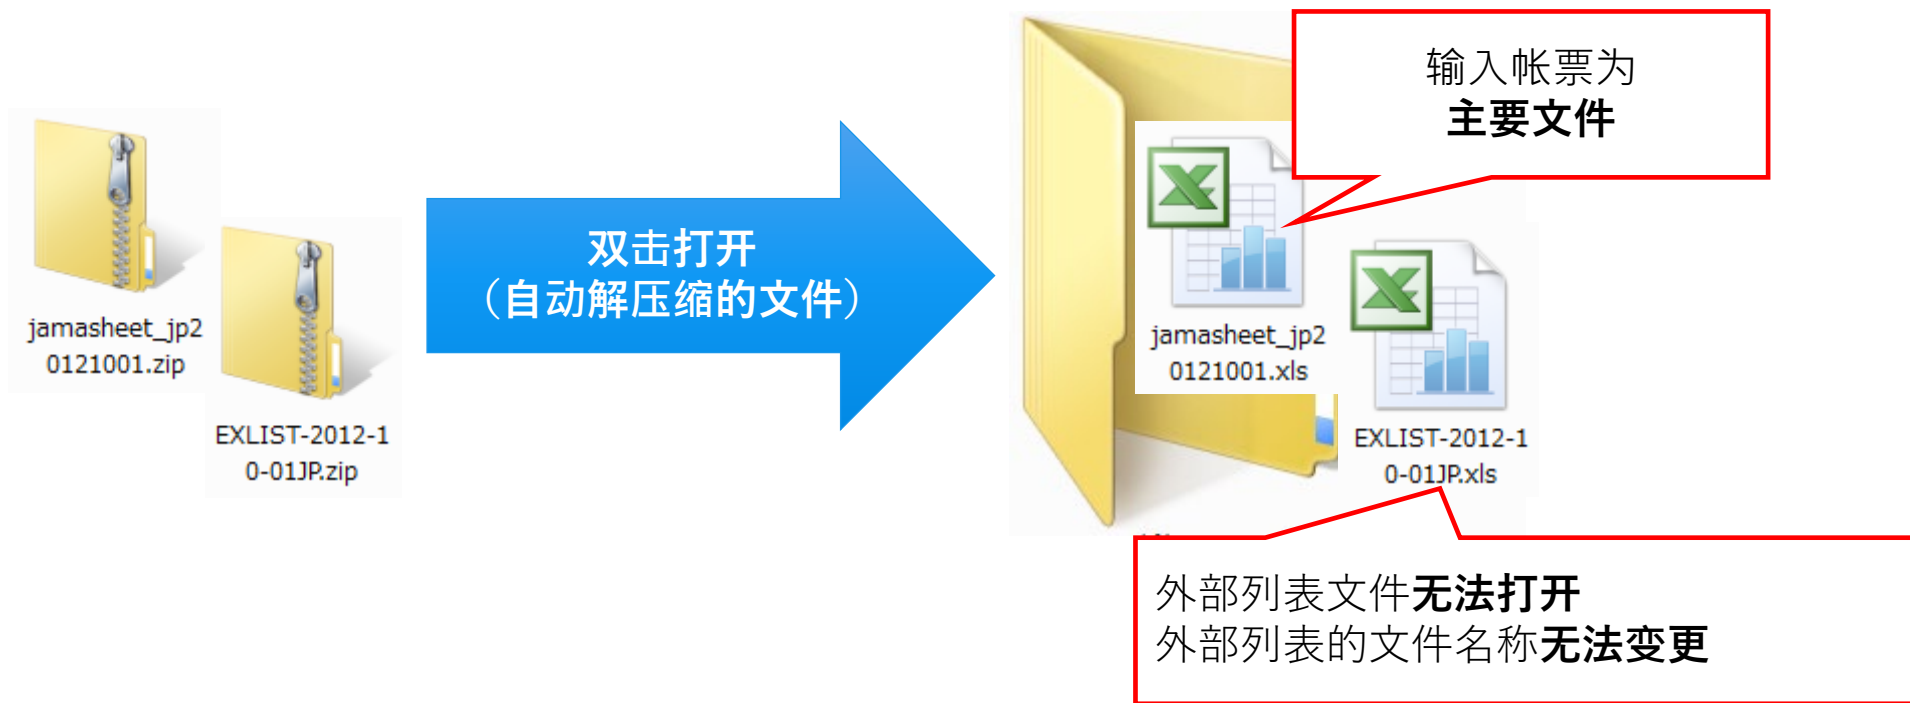 jamasheet_jp2
0121001.zip
EXLIST-2012-1
0-01JP.zip
双击打开
（自动解压缩的文件）
输入帐票为
主要文件
jamasheet_jp2
0121001.xls
EXLIST-2012-1
0-01JP.xls
外部列表文件无法打开
外部列表的文件名称无法变更